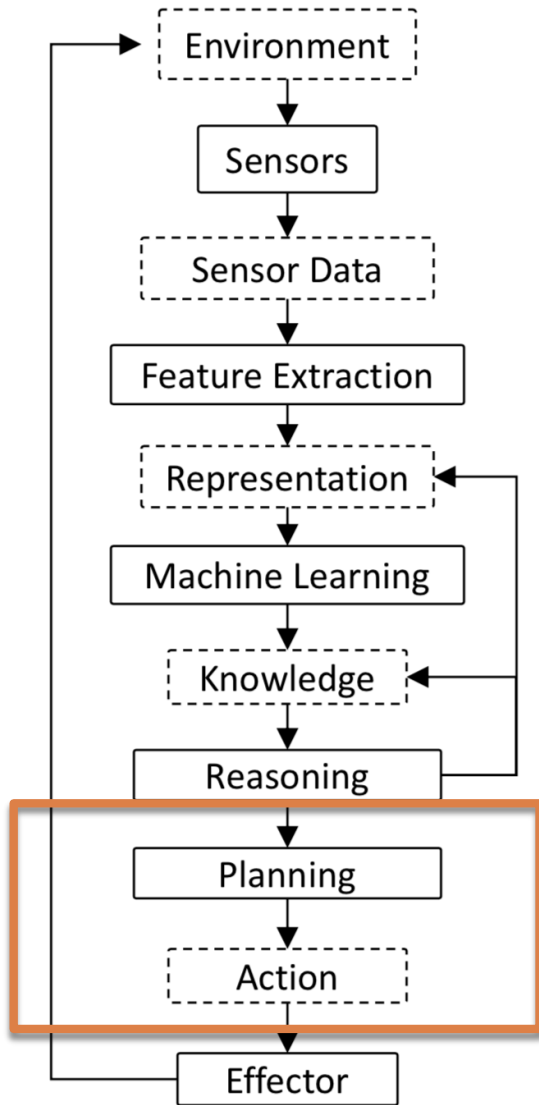 Environment
Sensors
Sensor Data
Feature Extraction
Representation
Machine Learning
Knowledge
Reasoning
Planning
Action
Effector